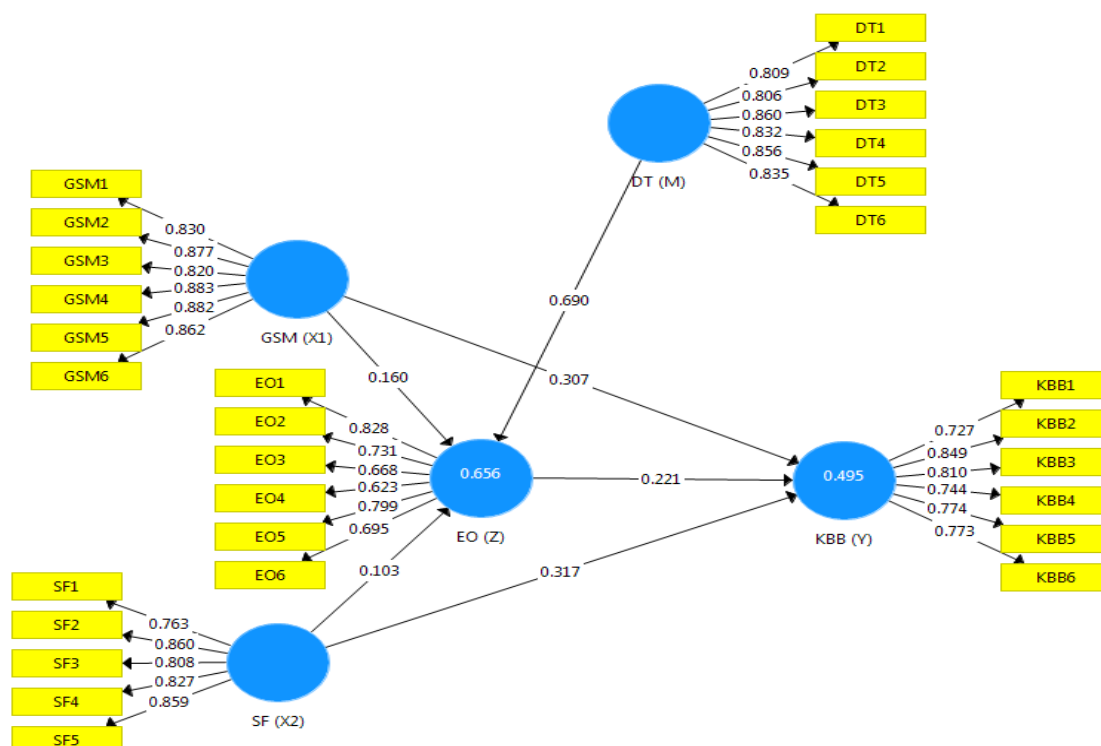 DT1
DT2
DT3
DT4
DT5
DT6
0.809
0.806
0.860
0.832
0.856
0.835
DT (M)
GSM1
GSM2
GSM3
GSM4
GSM5
GSM6
0.830
0.877
0.820
0.883
0.882
0.862
GSM (X1)
0.690
0.160
0.307
EO1
EO2
EO3
EO4
EO5
EO6
0.828
0.731
0.668
0.623
0.799
0.695
0.656
EO (Z)
0.221
0.495
KBB (Y)
KBB1
KBB2
KBB3
KBB4
KBB5
KBB6
0.727
0.849
0.810
0.744
0.774
0.773
0.103
0.317
SF1
SF2
SF3
SF4
SF5
0.763
0.860
0.808
0.827
0.859
SF (X2)